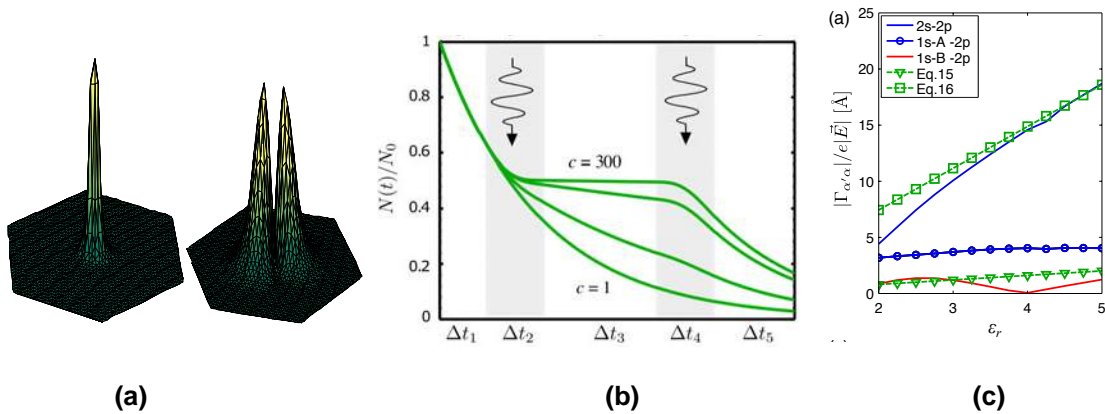 1
0.8
0.6
0.4
0.2
0
N(t)/N₀
c = 300
c = 1
Δt₁ Δt₂ Δt₃ Δt₄ Δt₅
(a)
2s-2p
1s-A -2p
1s-B -2p
Eq.15
Eq.16
|Γα'α|/e|E⃗| [Å]
25
20
15
10
5
0
2 3 4 5
εr
(a) (b) (c)